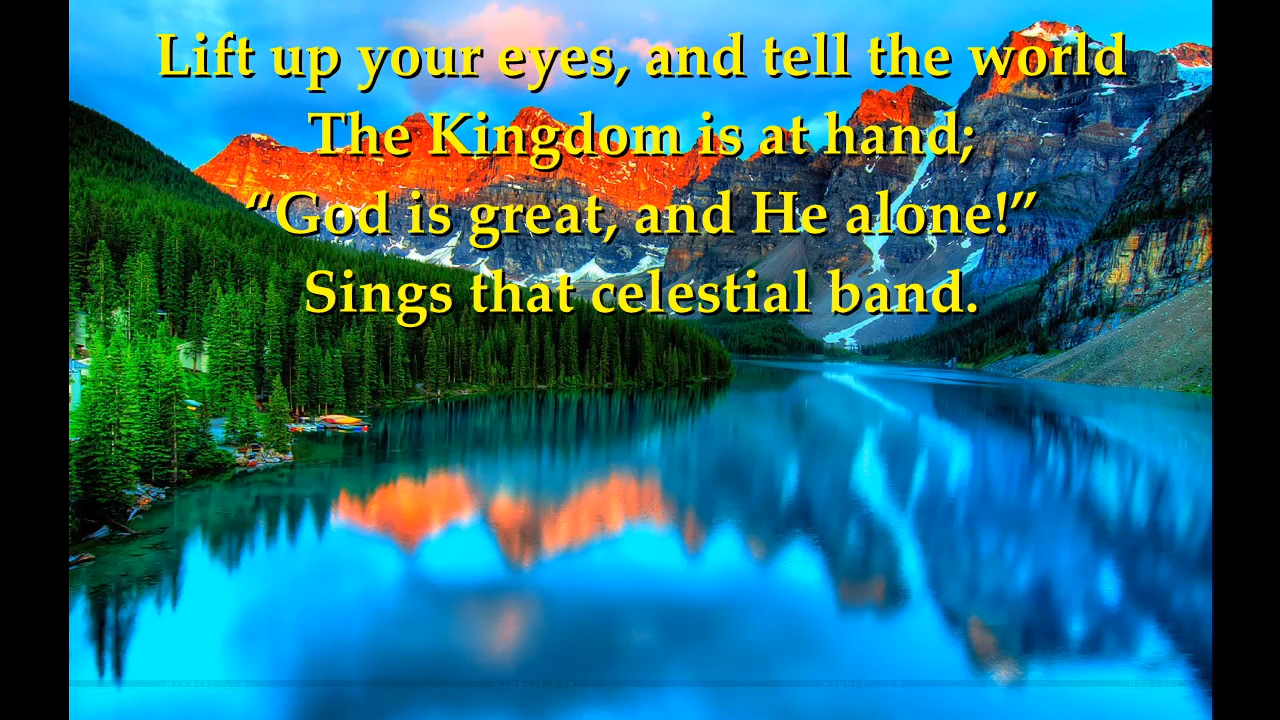 Lift up your eyes, and tell the world
The Kingdom is at hand;
“God is great, and He alone!”
Sings that celestial band.